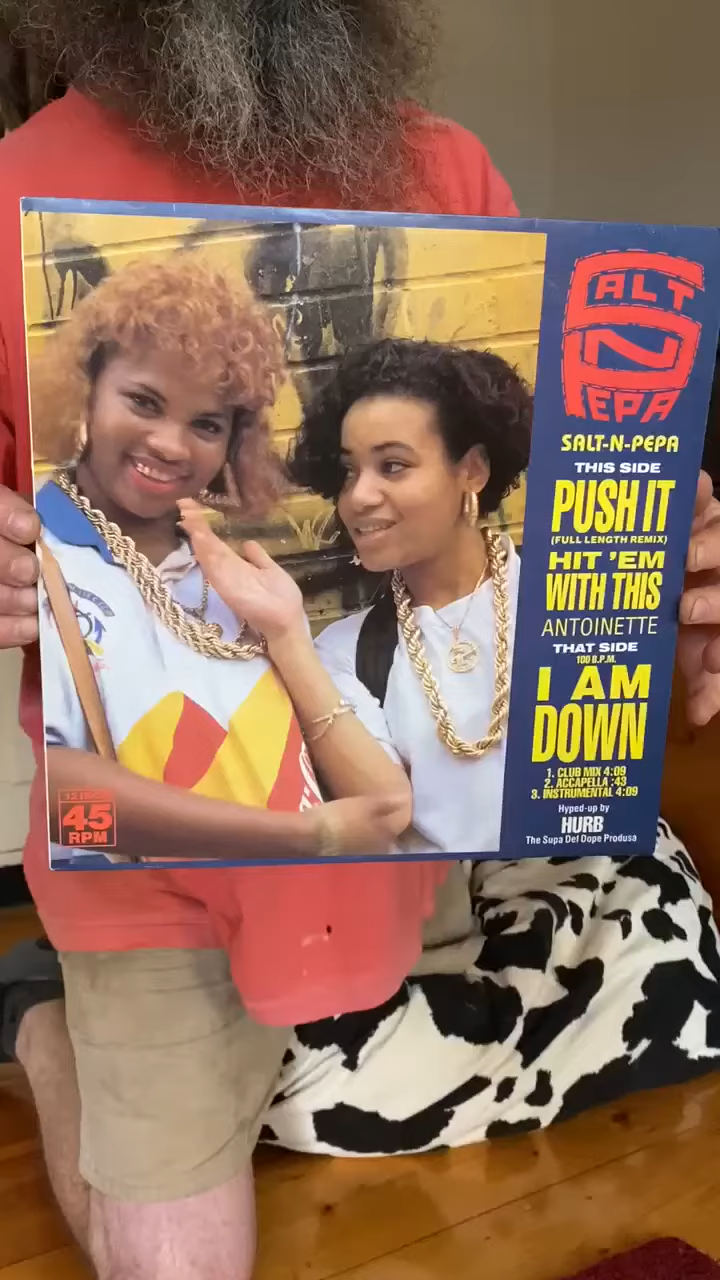 SALT
N
PEPA
SALT-N-PEPA
THIS SIDE
PUSH IT
(FULL LENGTH REMIX)
HIT 'EM
WITH THIS
ANTOINETTE
THAT SIDE
100 B.P.M.
I AM
DOWN
1. CLUB MIX 4:09
2. ACCAPELLA :43
3. INSTRUMENTAL 4:09
Hyped-up by
HURB
The Supa Def Dope Produsa
45
RPM